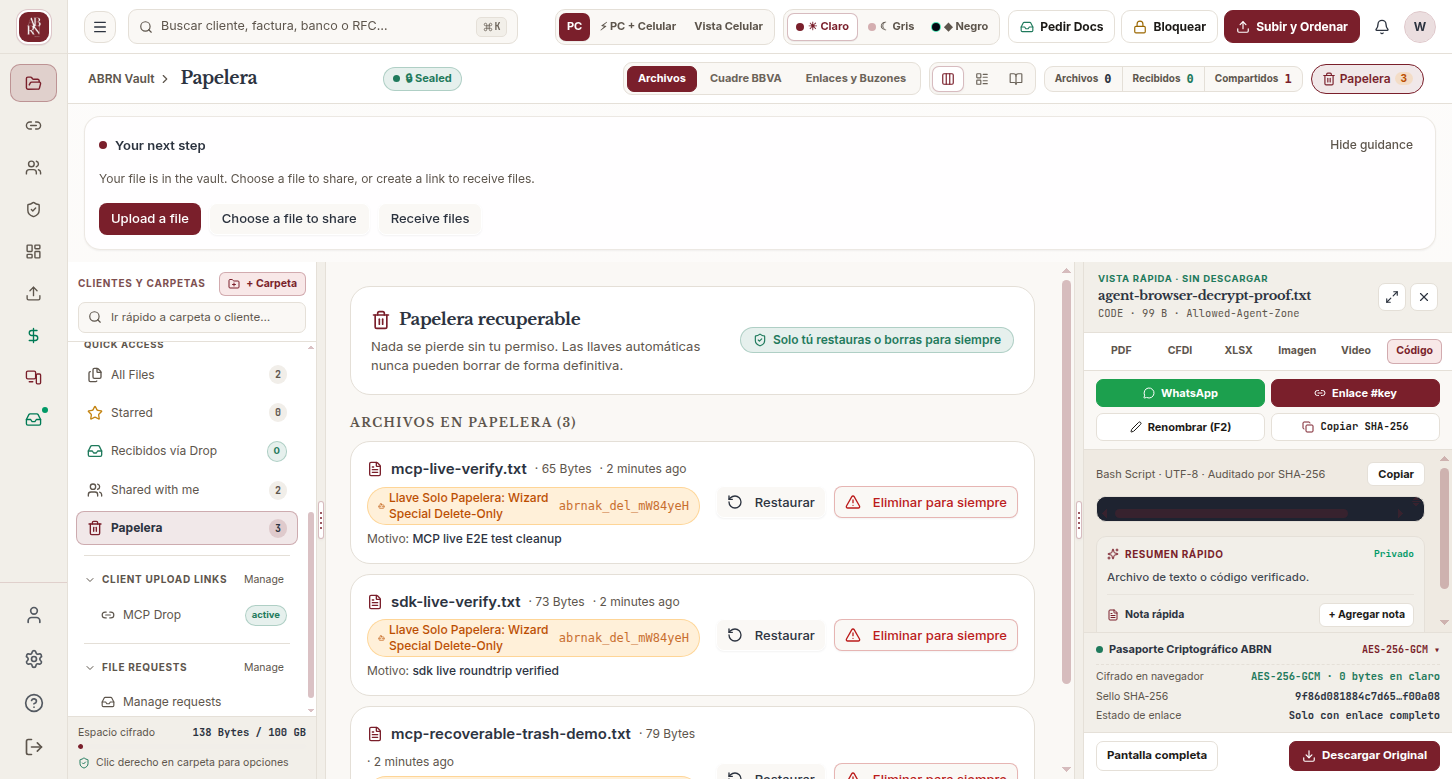 ABRN
Buscar cliente, factura, banco o RFC...
⌘K
PC
⚡ PC + Celular
Vista Celular
☀ Claro
☾ Gris
◆ Negro
Pedir Docs
Bloquear
Subir y Ordenar
W
ABRN Vault > Papelera
Sealed
Archivos
Cuadre BBVA
Enlaces y Buzones
Archivos 0
Recibidos 0
Compartidos 1
Papelera 3
Your next step
Hide guidance
Your file is in the vault. Choose a file to share, or create a link to receive files.
Upload a file
Choose a file to share
Receive files
CLIENTES Y CARPETAS
+ Carpeta
Ir rápido a carpeta o cliente...
QUICK ACCESS
All Files 2
Starred 0
Recibidos vía Drop 0
Shared with me 2
Papelera 3
CLIENT UPLOAD LINKS Manage
MCP Drop active
FILE REQUESTS Manage
Manage requests
Espacio cifrado 138 Bytes / 100 GB
Clic derecho en carpeta para opciones
Papelera recuperable
Nada se pierde sin tu permiso. Las llaves automáticas
nunca pueden borrar de forma definitiva.
Solo tú restauras o borras para siempre
ARCHIVOS EN PAPELERA (3)
mcp-live-verify.txt · 65 Bytes · 2 minutes ago
Llave Solo Papelera: Wizard
Special Delete-Only
abrnak_del_mW84yeH
Restaurar
Eliminar para siempre
Motivo: MCP live E2E test cleanup
sdk-live-verify.txt · 73 Bytes · 2 minutes ago
Llave Solo Papelera: Wizard
Special Delete-Only
abrnak_del_mW84yeH
Restaurar
Eliminar para siempre
Motivo: sdk live roundtrip verified
mcp-recoverable-trash-demo.txt · 79 Bytes
· 2 minutes ago
Restaurar
Eliminar para siempre
VISTA RÁPIDA · SIN DESCARGAR
agent-browser-decrypt-proof.txt
CODE · 99 B · Allowed-Agent-Zone
PDF
CFDI
XLSX
Imagen
Video
Código
WhatsApp
Enlace #key
Renombrar (F2)
Copiar SHA-256
Bash Script · UTF-8 · Auditado por SHA-256
Copiar
RESUMEN RÁPIDO
Privado
Archivo de texto o código verificado.
Nota rápida
+ Agregar nota
Pasaporte Criptográfico ABRN
AES-256-GCM ▾
Cifrado en navegador AES-256-GCM · 0 bytes en claro
Sello SHA-256 9f86d081884c7d65…f00a08
Estado de enlace Solo con enlace completo
Pantalla completa
Descargar Original